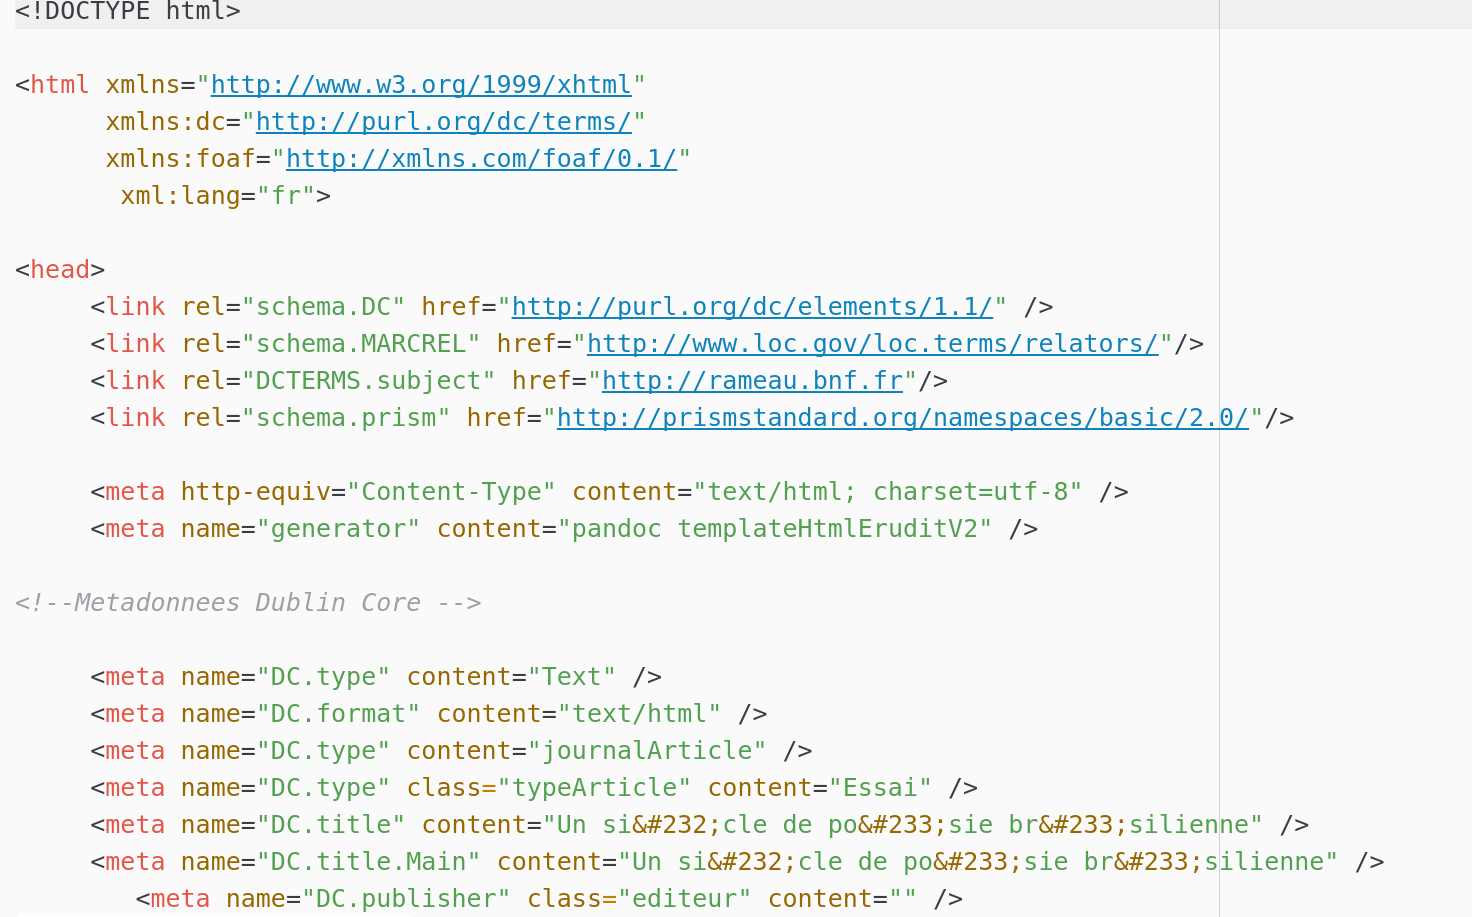 <!DOCTYPE html>
<html xmlns="http://www.w3.org/1999/xhtml"
xmlns:dc="http://purl.org/dc/terms/"
xmlns:foaf="http://xmlns.com/foaf/0.1/"
xml:lang="fr">
<head>
<link rel="schema.DC" href="http://purl.org/dc/elements/1.1/" />
<link rel="schema.MARCREL" href="http://www.loc.gov/loc.terms/relators/"/>
<link rel="DCTERMS.subject" href="http://rameau.bnf.fr"/>
<link rel="schema.prism" href="http://prismstandard.org/namespaces/basic/2.0/"/>
<meta http-equiv="Content-Type" content="text/html; charset=utf-8" />
<meta name="generator" content="pandoc templateHtmlEruditV2" />
<!--Metadonnees Dublin Core -->
<meta name="DC.type" content="Text" />
<meta name="DC.format" content="text/html" />
<meta name="DC.type" content="journalArticle" />
<meta name="DC.type" class="typeArticle" content="Essai" />
<meta name="DC.title" content="Un si&#232;cle de po&#233;sie br&#233;silienne" />
<meta name="DC.title.Main" content="Un si&#232;cle de po&#233;sie br&#233;silienne" />
<meta name="DC.publisher" class="editeur" content="" />